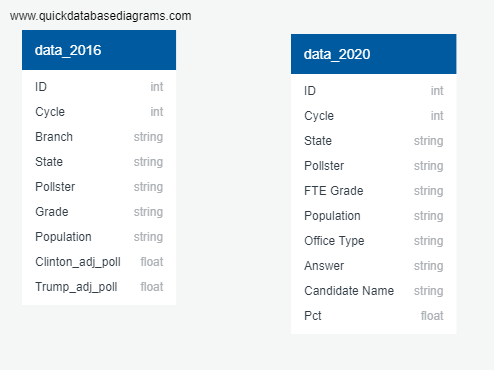 www.quickdatabasediagrams.com
data_2016
ID int
Cycle int
Branch string
State string
Pollster string
Grade string
Population string
Clinton_adj_poll float
Trump_adj_poll float
data_2020
ID int
Cycle int
State string
Pollster string
FTE Grade string
Population string
Office Type string
Answer string
Candidate Name string
Pct float